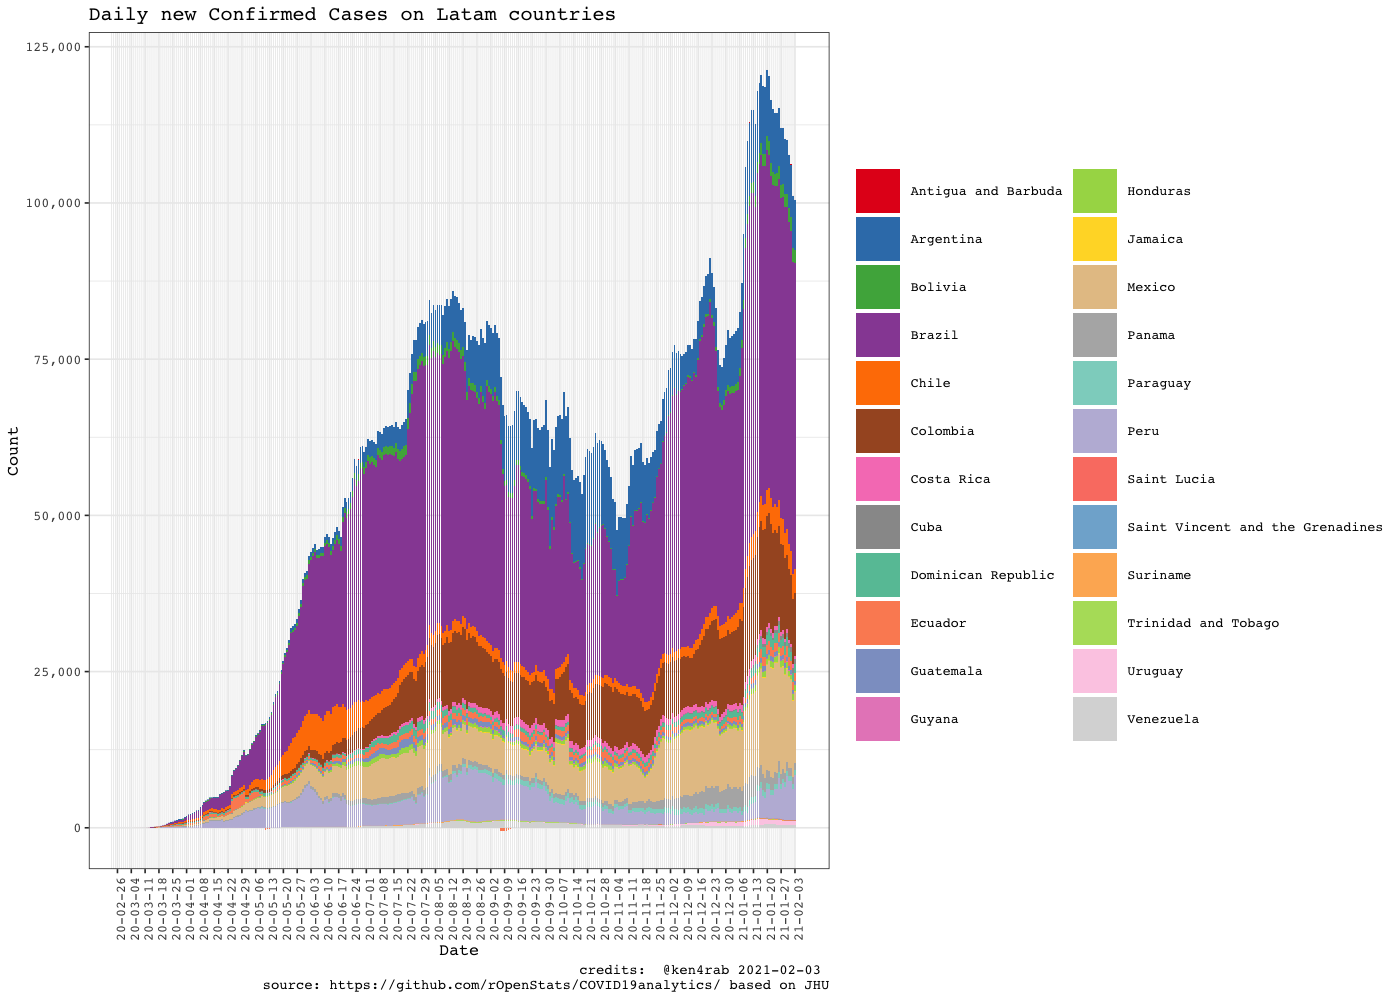 Daily new Confirmed Cases on Latam countries
125,000
100,000
75,000
50,000
25,000
0
Count
20-02-26
20-03-04
20-03-11
20-03-18
20-03-25
20-04-01
20-04-08
20-04-15
20-04-22
20-04-29
20-05-06
20-05-13
20-05-20
20-05-27
20-06-03
20-06-10
20-06-17
20-06-24
20-07-01
20-07-08
20-07-15
20-07-22
20-07-29
20-08-05
20-08-12
20-08-19
20-08-26
20-09-02
20-09-09
20-09-16
20-09-23
20-09-30
20-10-07
20-10-14
20-10-21
20-10-28
20-11-04
20-11-11
20-11-18
20-11-25
20-12-02
20-12-09
20-12-16
20-12-23
20-12-30
21-01-06
21-01-13
21-01-20
21-01-27
21-02-03
Date
Antigua and Barbuda
Argentina
Bolivia
Brazil
Chile
Colombia
Costa Rica
Cuba
Dominican Republic
Ecuador
Guatemala
Guyana
Honduras
Jamaica
Mexico
Panama
Paraguay
Peru
Saint Lucia
Saint Vincent and the Grenadines
Suriname
Trinidad and Tobago
Uruguay
Venezuela
credits: @ken4rab 2021-02-03
source: https://github.com/rOpenStats/COVID19analytics/ based on JHU